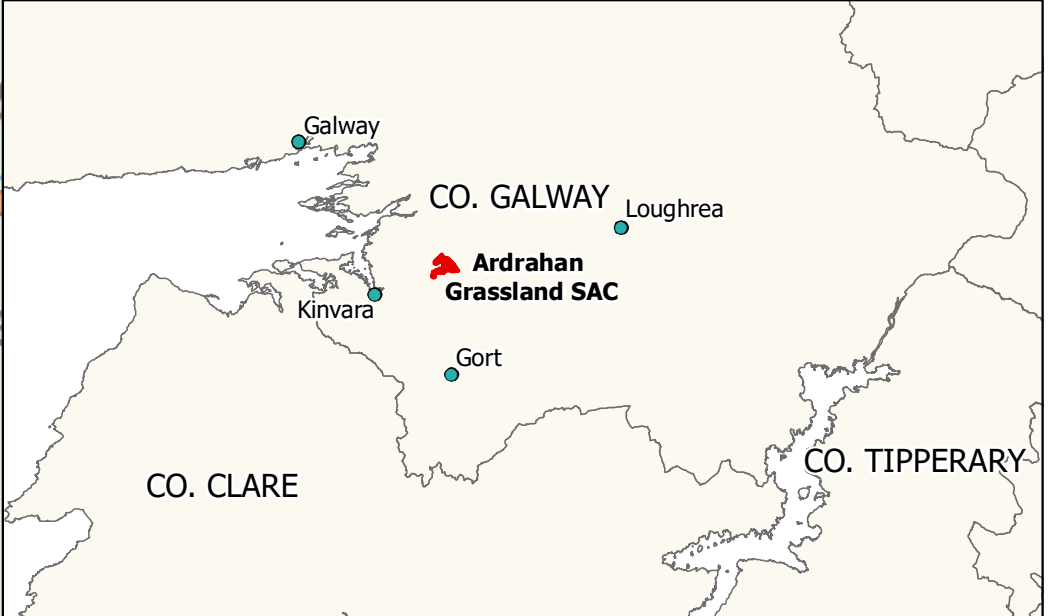 Galway
CO. GALWAY
Loughrea
Ardrahan
Grassland SAC
Kinvara
Gort
CO. TIPPERARY
CO. CLARE